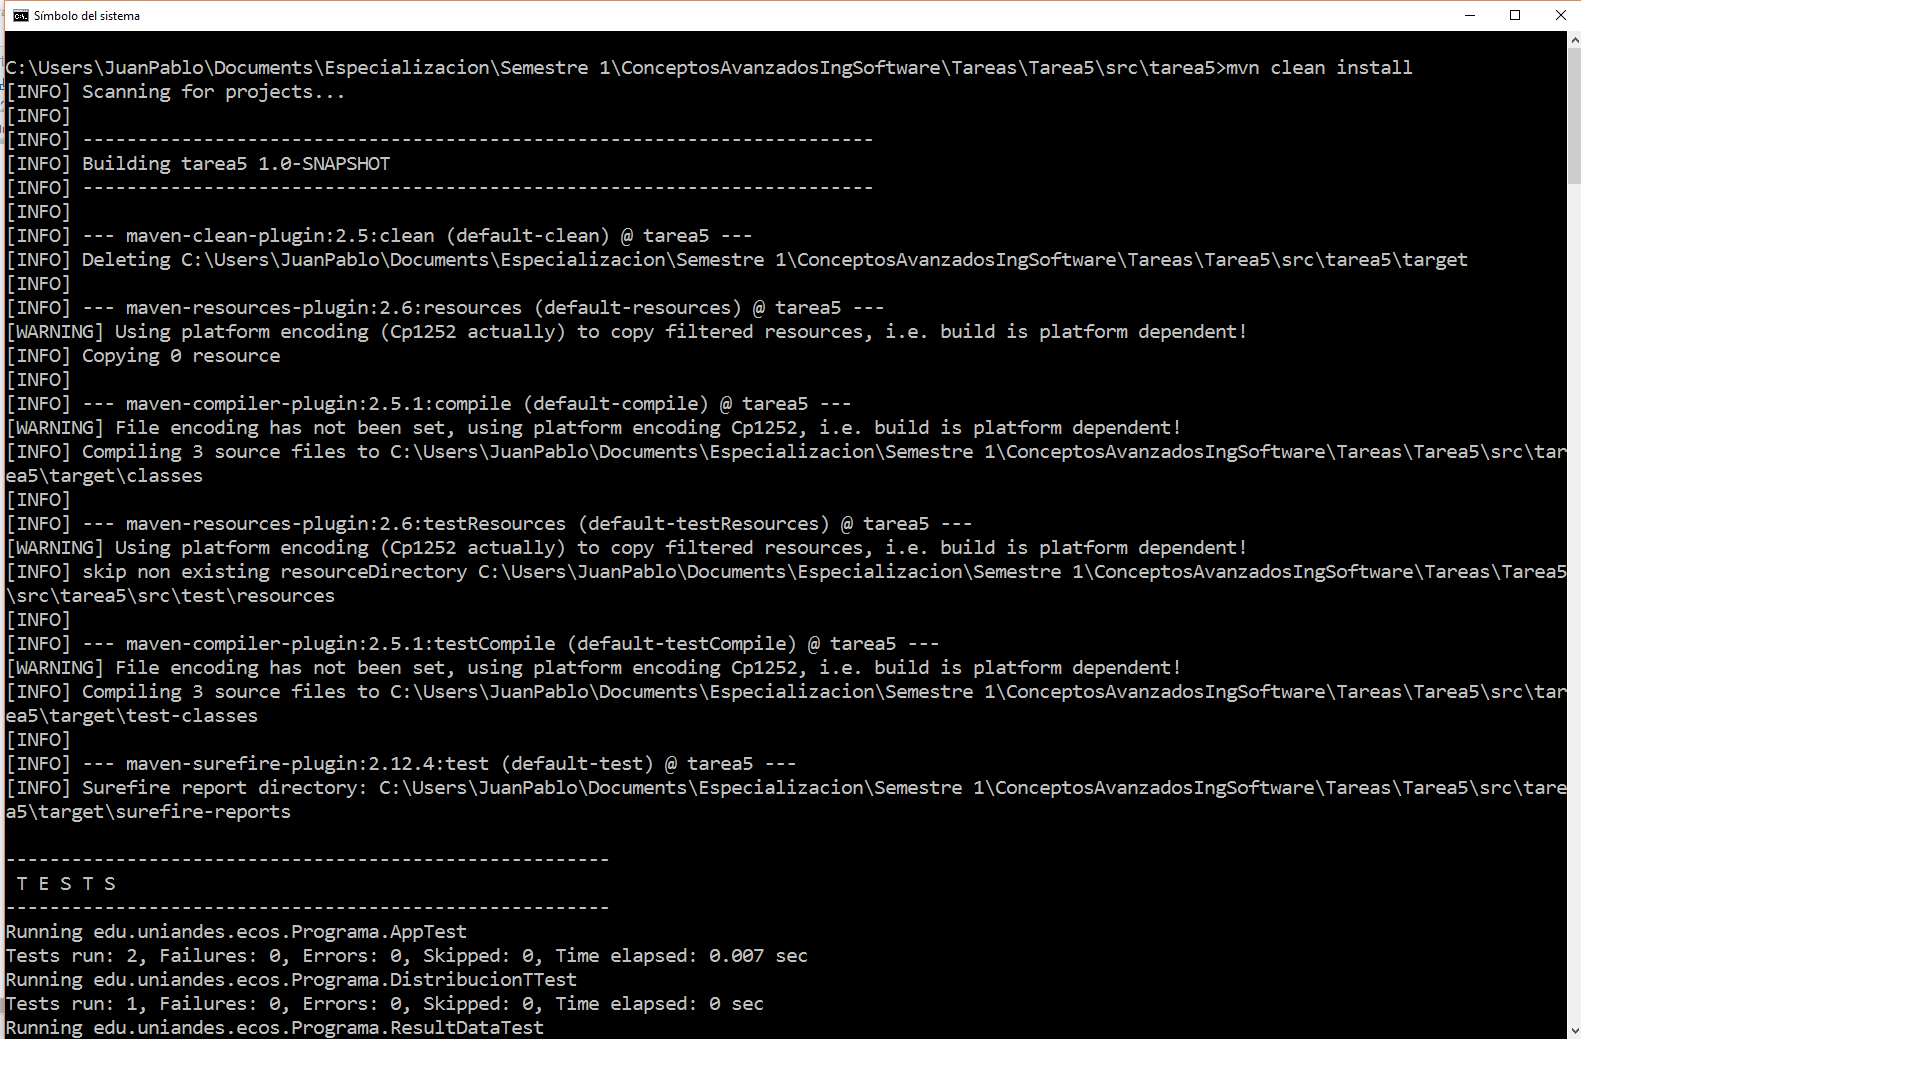 Símbolo del sistema
C:\Users\JuanPablo\Documents\Especializacion\Semestre 1\ConceptosAvanzadosIngSoftware\Tareas\Tarea5\src\tarea5>mvn clean install
[INFO] Scanning for projects...
[INFO]
[INFO] ------------------------------------------------------------------------
[INFO] Building tarea5 1.0-SNAPSHOT
[INFO] ------------------------------------------------------------------------
[INFO]
[INFO] --- maven-clean-plugin:2.5:clean (default-clean) @ tarea5 ---
[INFO] Deleting C:\Users\JuanPablo\Documents\Especializacion\Semestre 1\ConceptosAvanzadosIngSoftware\Tareas\Tarea5\src\tarea5\target
[INFO]
[INFO] --- maven-resources-plugin:2.6:resources (default-resources) @ tarea5 ---
[WARNING] Using platform encoding (Cp1252 actually) to copy filtered resources, i.e. build is platform dependent!
[INFO] Copying 0 resource
[INFO]
[INFO] --- maven-compiler-plugin:2.5.1:compile (default-compile) @ tarea5 ---
[WARNING] File encoding has not been set, using platform encoding Cp1252, i.e. build is platform dependent!
[INFO] Compiling 3 source files to C:\Users\JuanPablo\Documents\Especializacion\Semestre 1\ConceptosAvanzadosIngSoftware\Tareas\Tarea5\src\tar
ea5\target\classes
[INFO]
[INFO] --- maven-resources-plugin:2.6:testResources (default-testResources) @ tarea5 ---
[WARNING] Using platform encoding (Cp1252 actually) to copy filtered resources, i.e. build is platform dependent!
[INFO] skip non existing resourceDirectory C:\Users\JuanPablo\Documents\Especializacion\Semestre 1\ConceptosAvanzadosIngSoftware\Tareas\Tarea5
\src\tarea5\src\test\resources
[INFO]
[INFO] --- maven-compiler-plugin:2.5.1:testCompile (default-testCompile) @ tarea5 ---
[WARNING] File encoding has not been set, using platform encoding Cp1252, i.e. build is platform dependent!
[INFO] Compiling 3 source files to C:\Users\JuanPablo\Documents\Especializacion\Semestre 1\ConceptosAvanzadosIngSoftware\Tareas\Tarea5\src\tar
ea5\target\test-classes
[INFO]
[INFO] --- maven-surefire-plugin:2.12.4:test (default-test) @ tarea5 ---
[INFO] Surefire report directory: C:\Users\JuanPablo\Documents\Especializacion\Semestre 1\ConceptosAvanzadosIngSoftware\Tareas\Tarea5\src\tare
a5\target\surefire-reports
-------------------------------------------------------
T E S T S
-------------------------------------------------------
Running edu.uniandes.ecos.Programa.AppTest
Tests run: 2, Failures: 0, Errors: 0, Skipped: 0, Time elapsed: 0.007 sec
Running edu.uniandes.ecos.Programa.DistribucionTTest
Tests run: 1, Failures: 0, Errors: 0, Skipped: 0, Time elapsed: 0 sec
Running edu.uniandes.ecos.Programa.ResultDataTest